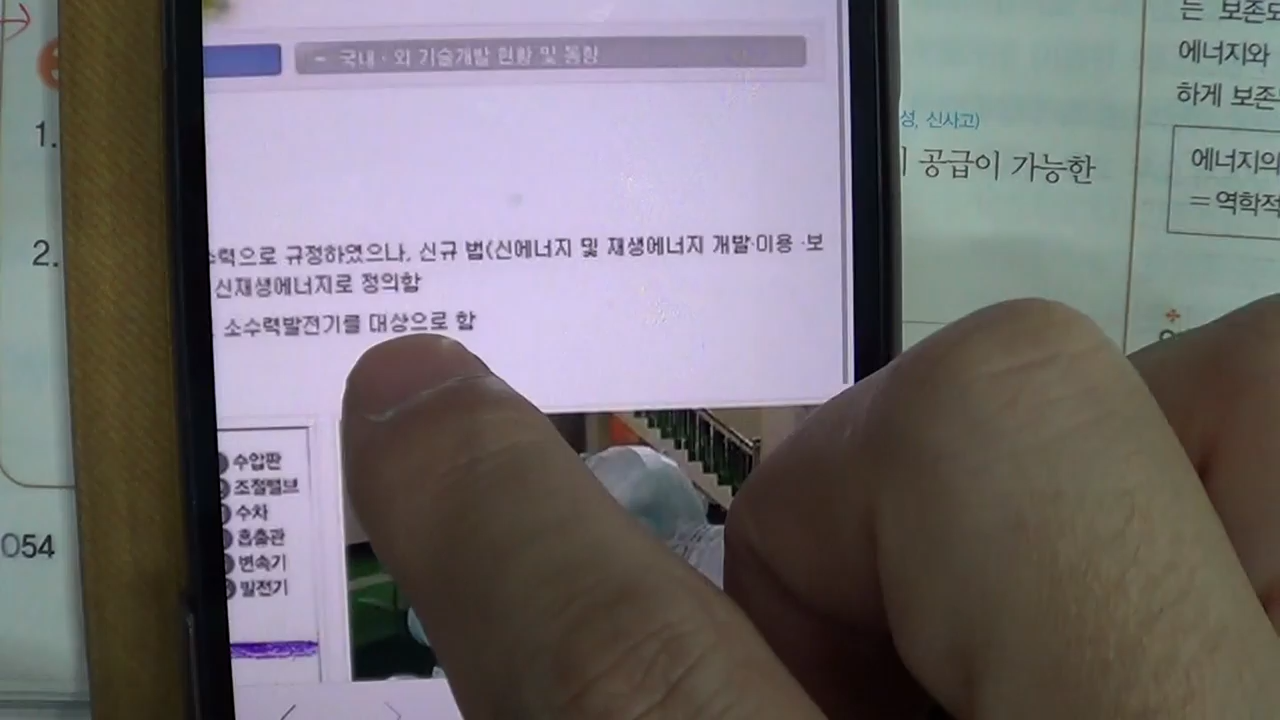 - 국내·외 기술개발 현황 및 동향
수력으로 규정하였으나, 신규 법(신에너지 및 재생에너지 개발·이용·보
신재생에너지로 정의함
소수력발전기를 대상으로 함
수압판
조절밸브
수차
흡출관
변속기
발전기
1.
2.
054
성, 신사고)
공급이 가능한
는 보존되
에너지와
하게 보존
에너지의
=역학적